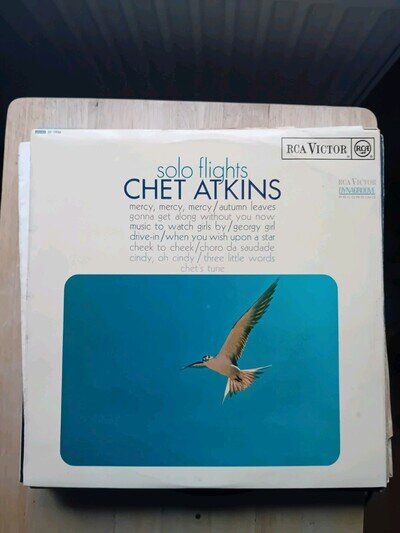 solo flights
CHET ATKINS
mercy, mercy, mercy/autumn leaves
gonna get along without you now
music to watch girls by/georgy girl
drive-in/when you wish upon a star
cheek to cheek/choro da saudade
cindy, oh cindy/three little words
chet's tune
RCA VICTOR
RCA
RCA VICTOR
DYNAGROOVE
RECORDING